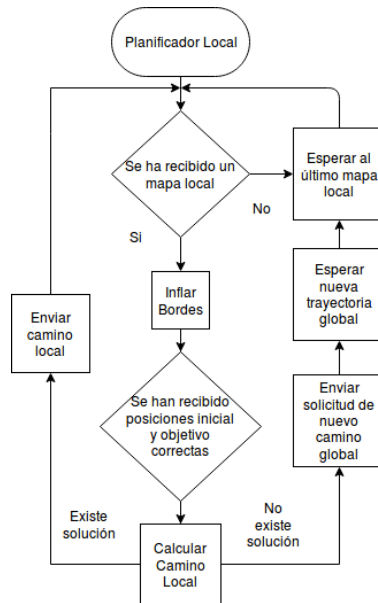 Planificador Local
Se ha recibido un
mapa local
Esperar al
último mapa
local
No
Si
Inflar
Bordes
Esperar
nueva
trayectoria
global
Enviar
camino
local
Se han recibido
posiciones inicial
y objetivo
correctas
Enviar
solicitud de
nuevo
camino
global
Existe
solución
No
existe
solución
Calcular
Camino
Local